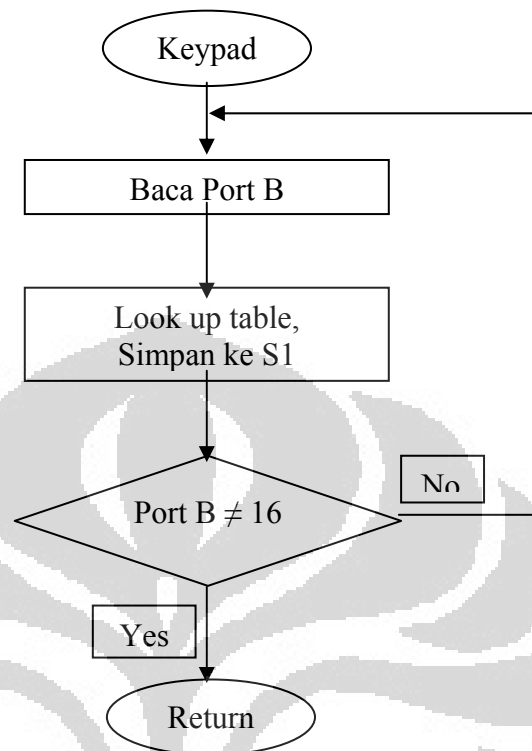 Keypad
Baca Port B
Look up table,
Simpan ke S1
Port B ≠ 16
No
Yes
Return